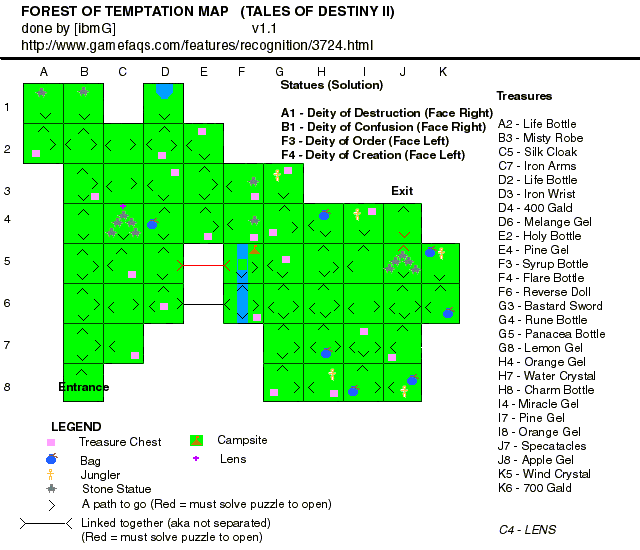 FOREST OF TEMPTATION MAP (TALES OF DESTINY II)
done by [ibmG] v1.1
http://www.gamefaqs.com/features/recognition/3724.html
A B C D E F G H I J K
Statues (Solution)
A1 - Deity of Destruction (Face Right)
B1 - Deity of Confusion (Face Right)
F3 - Deity of Order (Face Left)
F4 - Deity of Creation (Face Left)
1
2
3
4
5
6
7
8
Exit
Entrance
Treasures
A2 - Life Bottle
B3 - Misty Robe
C5 - Silk Cloak
C7 - Iron Arms
D2 - Life Bottle
D3 - Iron Wrist
D4 - 400 Gald
D6 - Melange Gel
E2 - Holy Bottle
E4 - Pine Gel
F3 - Syrup Bottle
F4 - Flare Bottle
F6 - Reverse Doll
G3 - Bastard Sword
G4 - Rune Bottle
G5 - Panacea Bottle
G8 - Lemon Gel
H4 - Orange Gel
H7 - Water Crystal
H8 - Charm Bottle
I4 - Miracle Gel
I7 - Pine Gel
I8 - Orange Gel
J7 - Specatacles
J8 - Apple Gel
K5 - Wind Crystal
K6 - 700 Gald
C4 - LENS
LEGEND
Treasure Chest
Campsite
Bag
Lens
Jungler
Stone Statue
A path to go (Red = must solve puzzle to open)
Linked together (aka not separated)
(Red = must solve puzzle to open)